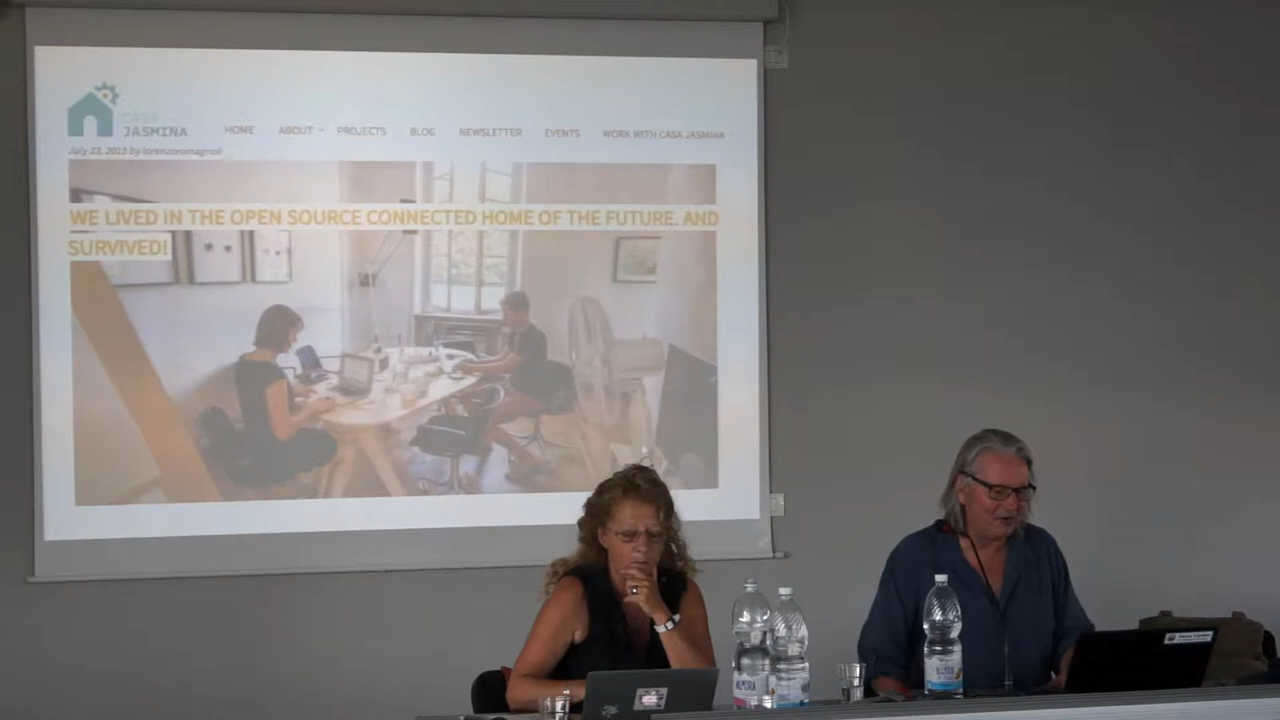 CASA
JASMINA
HOME ABOUT PROJECTS BLOG NEWSLETTER EVENTS WORK WITH CASA JASMINA
July 23, 2015 by lorenzoromagnoli
WE LIVED IN THE OPEN SOURCE CONNECTED HOME OF THE FUTURE. AND
SURVIVED!